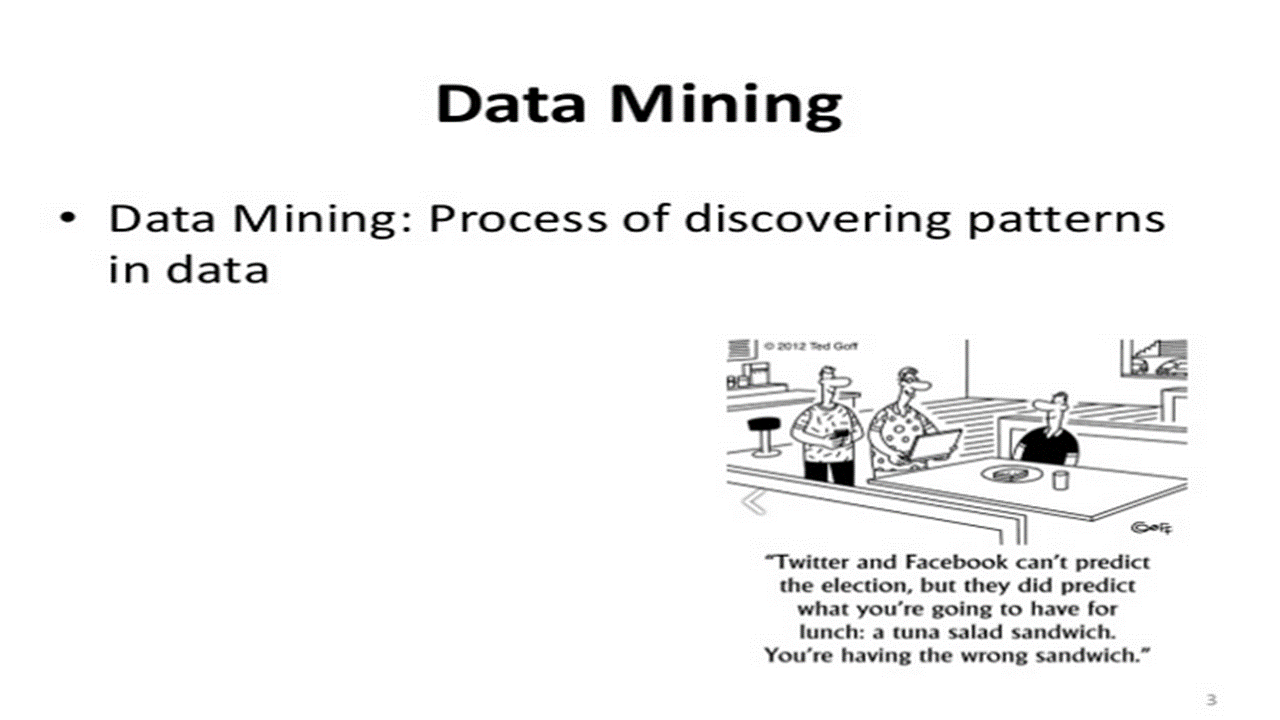 Data Mining
• Data Mining: Process of discovering patterns
in data
© 2012 Ted Goff
GOFF
“Twitter and Facebook can’t predict
the election, but they did predict
what you’re going to have for
lunch: a tuna salad sandwich.
You’re having the wrong sandwich.”
3